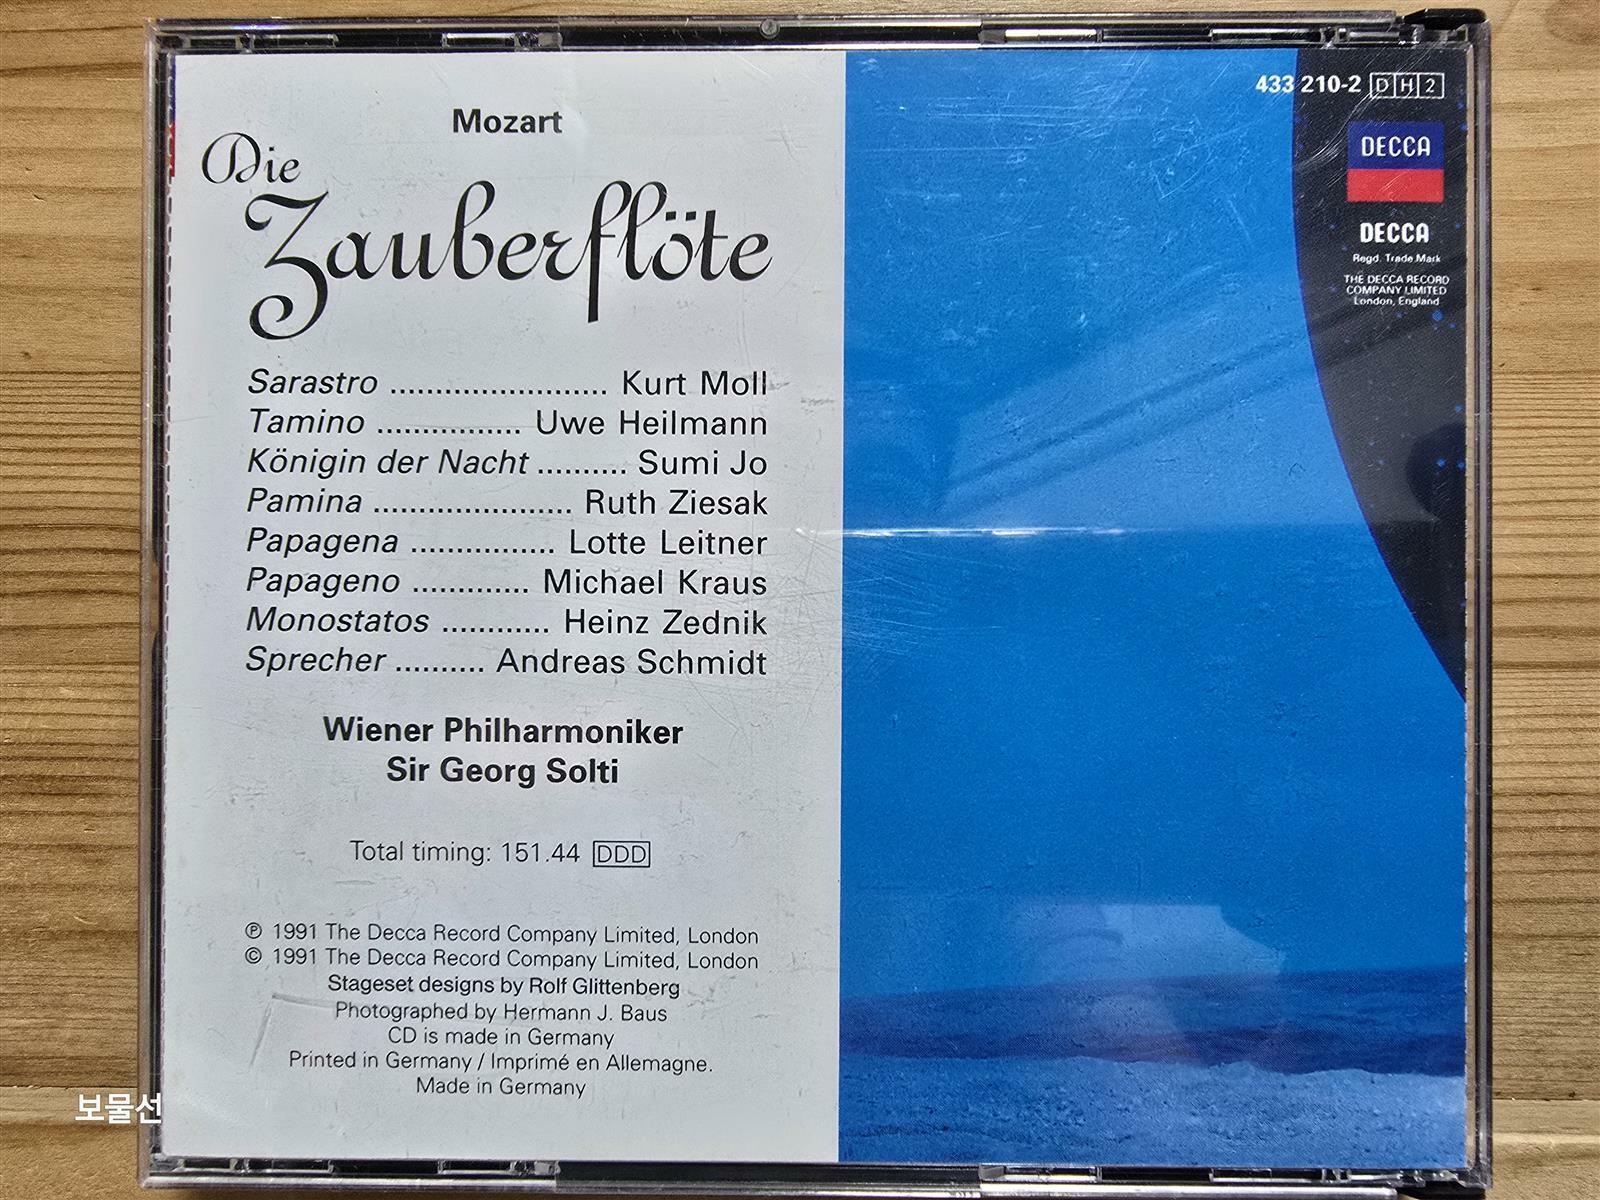 Mozart
Die
Zauberflöte
Sarastro ........................ Kurt Moll
Tamino ................ Uwe Heilmann
Königin der Nacht .......... Sumi Jo
Pamina ...................... Ruth Ziesak
Papagena ................ Lotte Leitner
Papageno ............. Michael Kraus
Monostatos ............ Heinz Zednik
Sprecher .......... Andreas Schmidt
Wiener Philharmoniker
Sir Georg Solti
Total timing: 151.44 DDD
℗ 1991 The Decca Record Company Limited, London
© 1991 The Decca Record Company Limited, London
Stageset designs by Rolf Glittenberg
Photographed by Hermann J. Baus
CD is made in Germany
Printed in Germany / Imprimé en Allemagne.
Made in Germany
433 210-2 DH2
DECCA
DECCA
Regd. Trade Mark
THE DECCA RECORD
COMPANY LIMITED
London, England
보물선